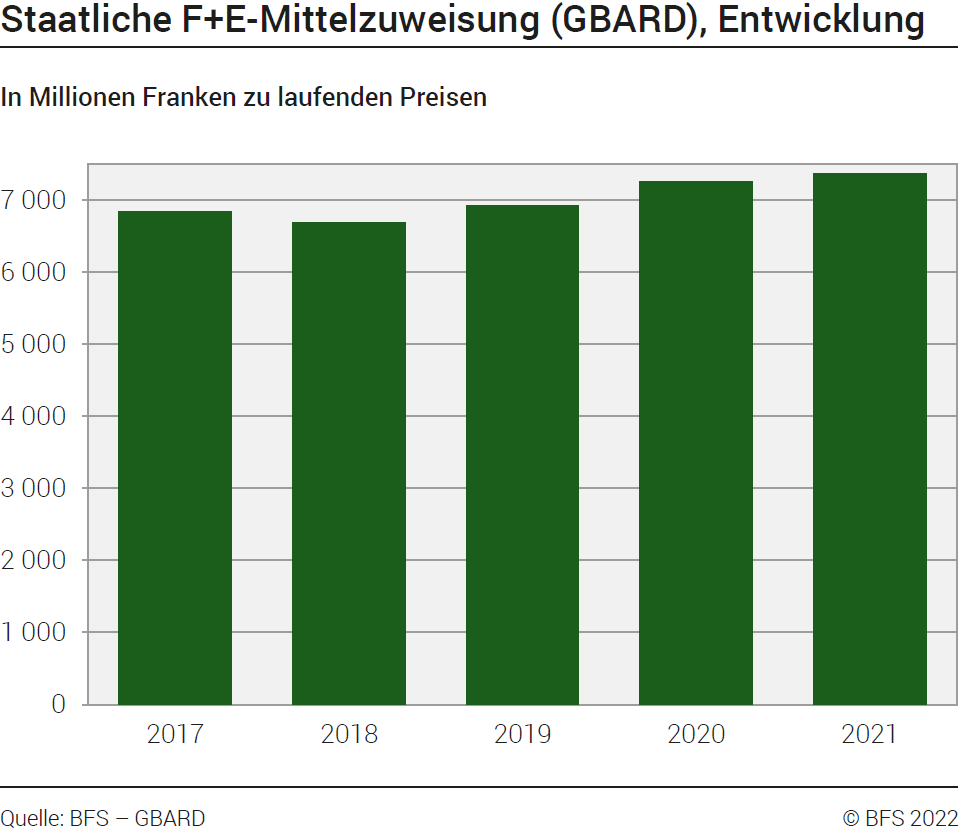 Staatliche F+E-Mittelzuweisung (GBARD), Entwicklung
In Millionen Franken zu laufenden Preisen
7 000
6 000
5 000
4 000
3 000
2 000
1 000
0
2017 2018 2019 2020 2021
Quelle: BFS – GBARD © BFS 2022